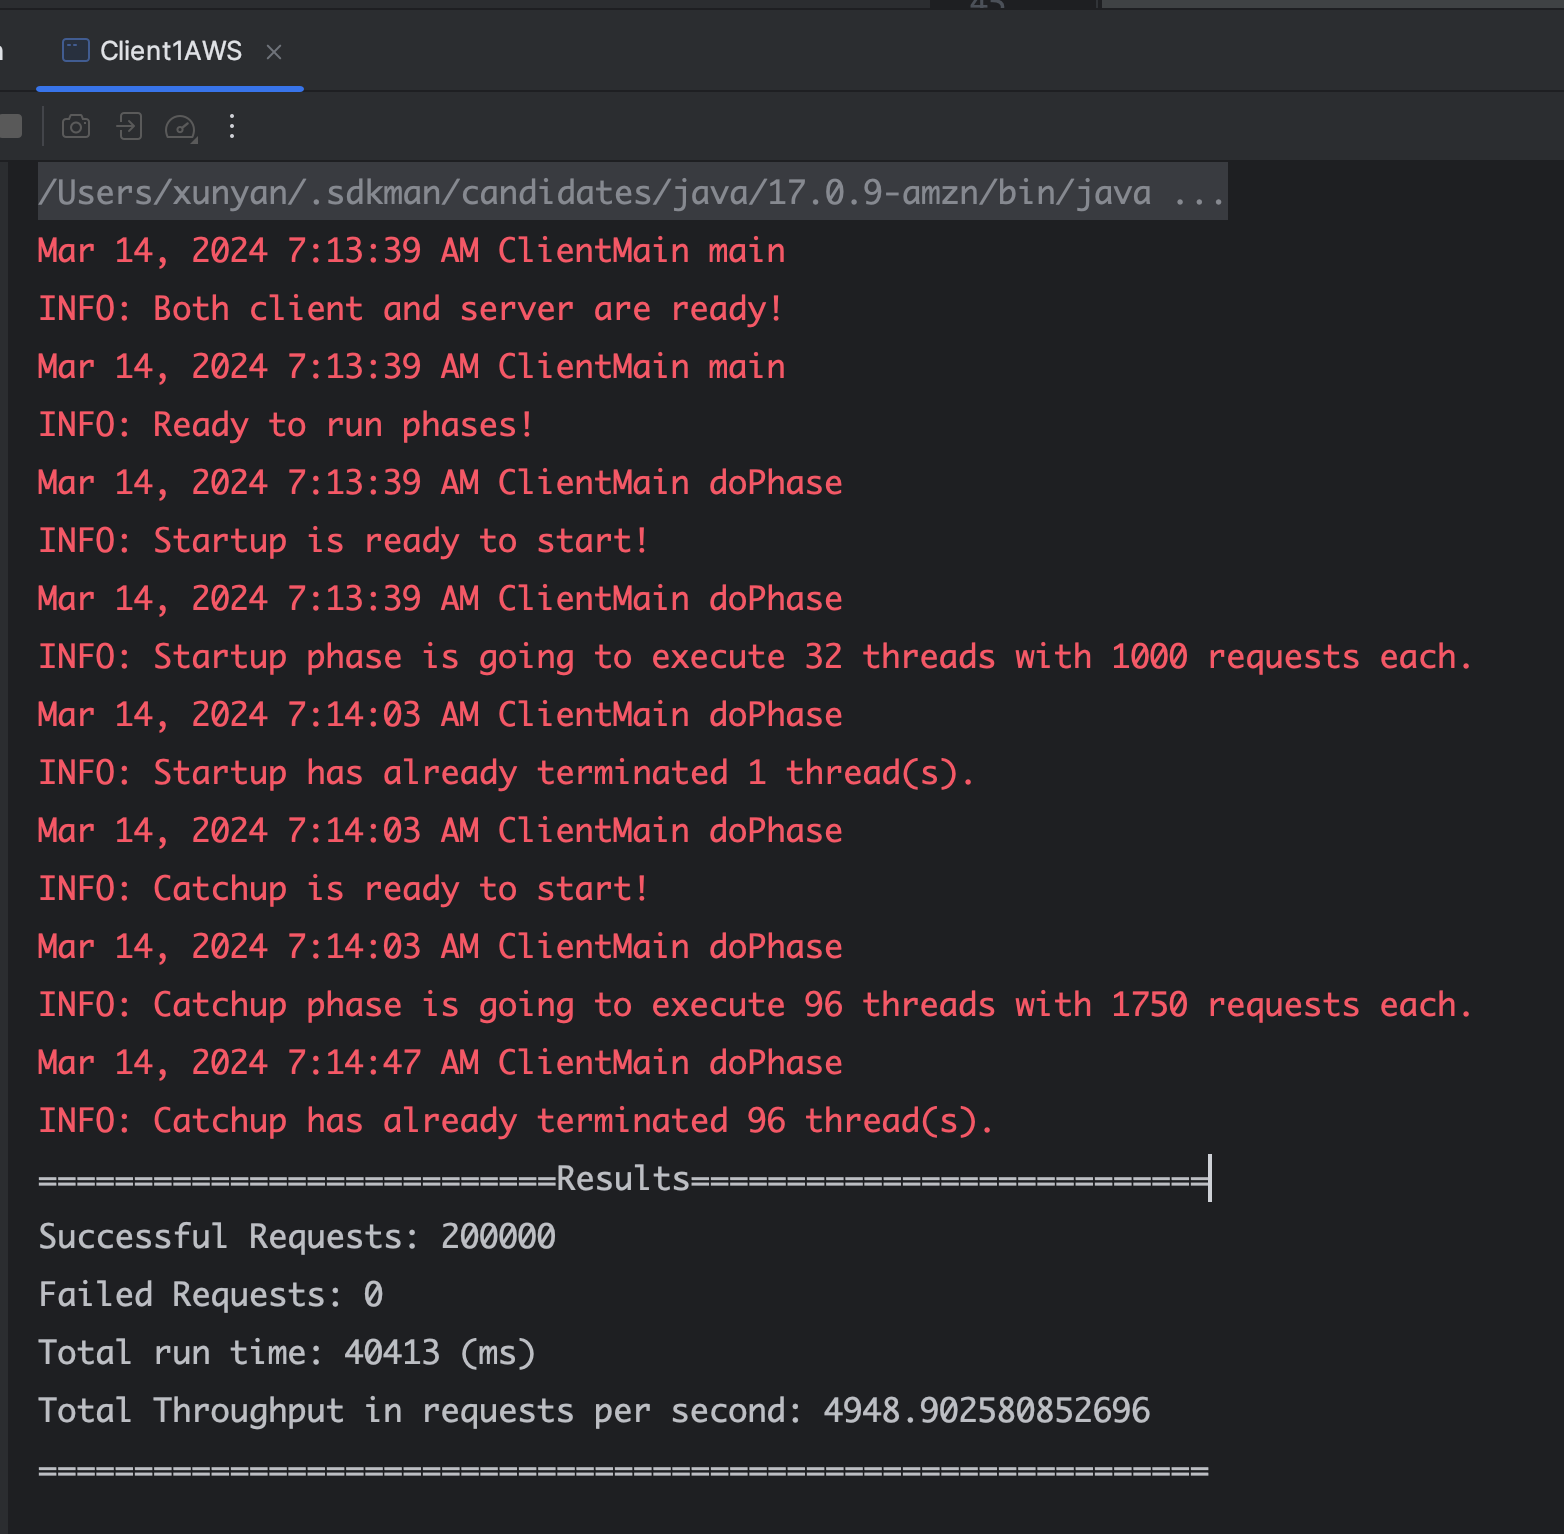 Client1AWS
/Users/xunyan/.sdkman/candidates/java/17.0.9-amzn/bin/java ...
Mar 14, 2024 7:13:39 AM ClientMain main
INFO: Both client and server are ready!
Mar 14, 2024 7:13:39 AM ClientMain main
INFO: Ready to run phases!
Mar 14, 2024 7:13:39 AM ClientMain doPhase
INFO: Startup is ready to start!
Mar 14, 2024 7:13:39 AM ClientMain doPhase
INFO: Startup phase is going to execute 32 threads with 1000 requests each.
Mar 14, 2024 7:14:03 AM ClientMain doPhase
INFO: Startup has already terminated 1 thread(s).
Mar 14, 2024 7:14:03 AM ClientMain doPhase
INFO: Catchup is ready to start!
Mar 14, 2024 7:14:03 AM ClientMain doPhase
INFO: Catchup phase is going to execute 96 threads with 1750 requests each.
Mar 14, 2024 7:14:47 AM ClientMain doPhase
INFO: Catchup has already terminated 96 thread(s).
===========================Results===========================
Successful Requests: 200000
Failed Requests: 0
Total run time: 40413 (ms)
Total Throughput in requests per second: 4948.902580852696
=============================================================